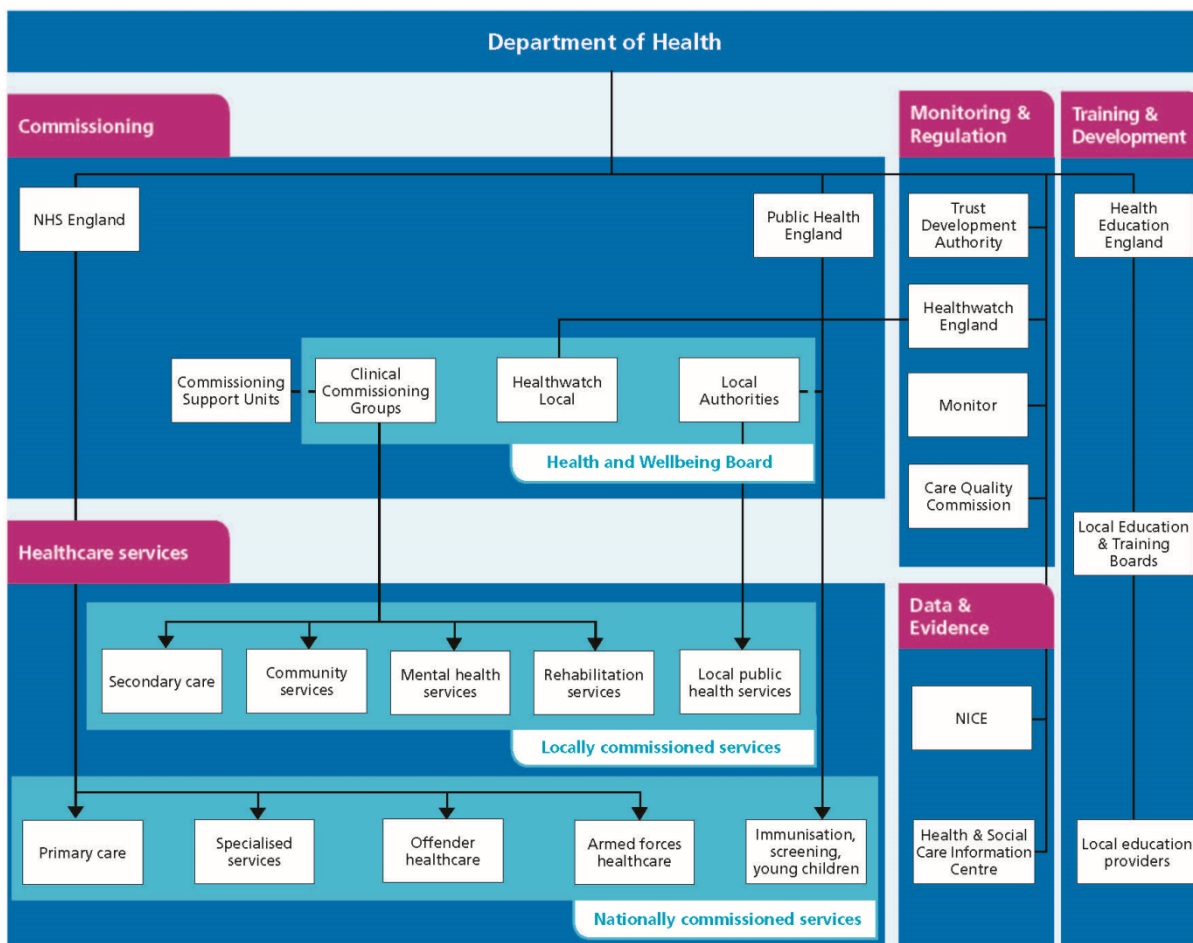 Department of Health
Commissioning
Monitoring &
Regulation
Training &
Development
NHS England
Public Health
England
Trust
Development
Authority
Health
Education
England
Healthwatch
England
Commissioning
Support Units
Clinical
Commissioning
Groups
Healthwatch
Local
Local
Authorities
Monitor
Health and Wellbeing Board
Care Quality
Commission
Healthcare services
Local Education
& Training
Boards
Data &
Evidence
Secondary care
Community
services
Mental health
services
Rehabilitation
services
Local public
health services
NICE
Locally commissioned services
Primary care
Specialised
services
Offender
healthcare
Armed forces
healthcare
Immunisation,
screening,
young children
Health & Social
Care Information
Centre
Local education
providers
Nationally commissioned services